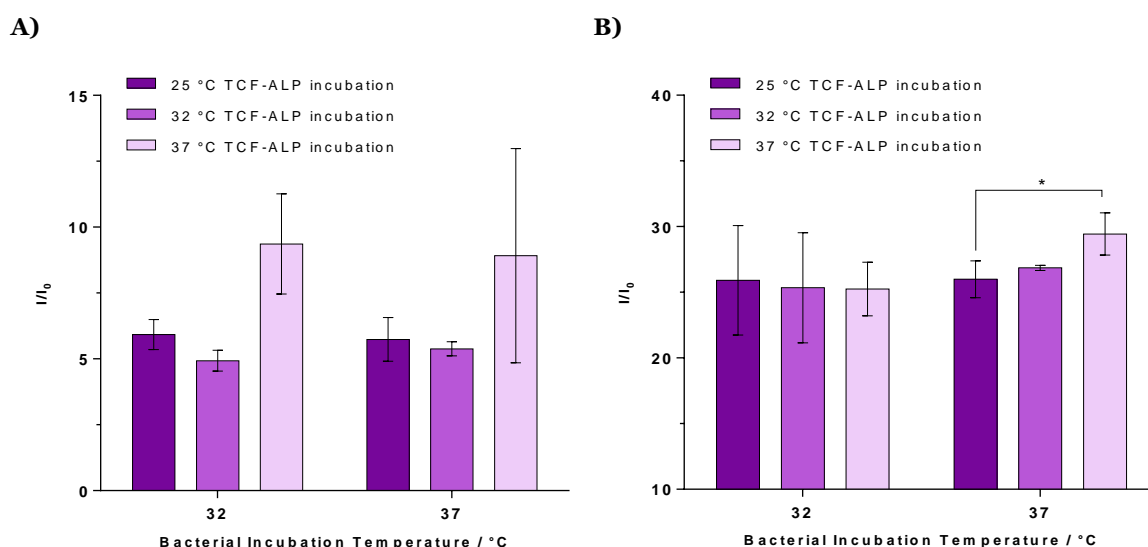 A)
25 °C TCF-ALP incubation
32 °C TCF-ALP incubation
37 °C TCF-ALP incubation
15
10
5
0
I/I0
32 37
Bacterial Incubation Temperature / °C
B)
25 °C TCF-ALP incubation
32 °C TCF-ALP incubation
37 °C TCF-ALP incubation
40
30
20
10
I/I0
*
32 37
Bacterial Incubation Temperature / °C